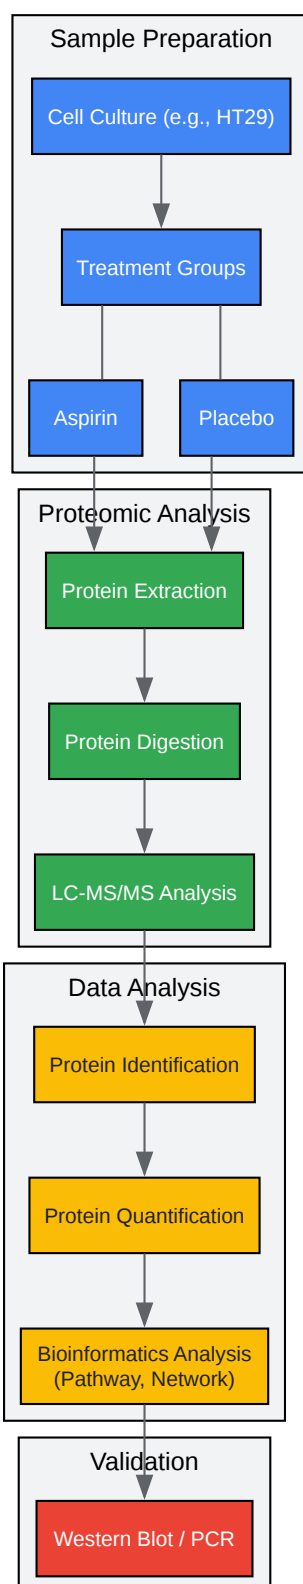 Sample Preparation
Cell Culture (e.g., HT29)
Treatment Groups
Aspirin
Placebo
Proteomic Analysis
Protein Extraction
Protein Digestion
LC-MS/MS Analysis
Data Analysis
Protein Identification
Protein Quantification
Bioinformatics Analysis
(Pathway, Network)
Validation
Western Blot / PCR